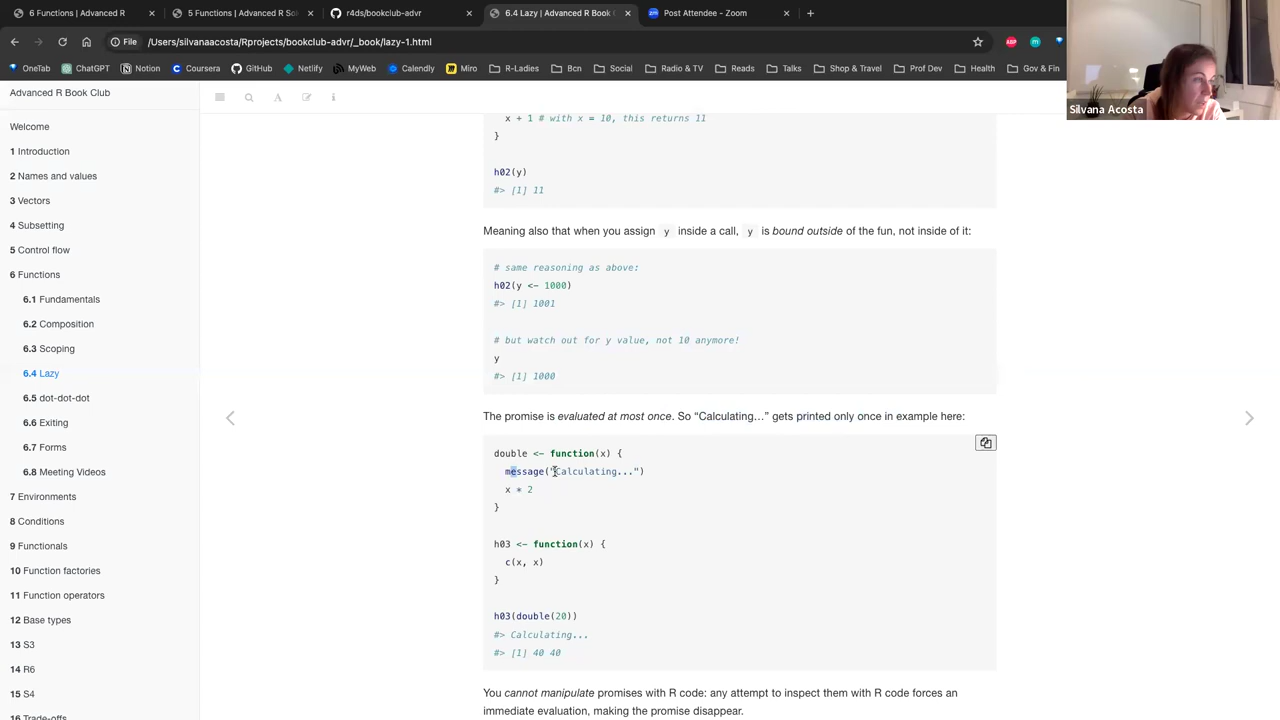 6 Functions | Advanced R Book C
5 Functions | Advanced R Sol
r4ds/bookclub-advr
6.4 Lazy | Advanced R Book C
Post Attendee - Zoom
File
/Users/silvanaacosta/Rprojects/bookclub-advr/_book/lazy-1.html
OneTab
ChatGPT
Notion
Coursera
GitHub
Netlify
MyWeb
Calendly
Miro
R-Ladies
Bcn
Social
Radio & TV
Reads
Talks
Shop & Travel
Prof Dev
Health
Gov & Fin
Silvana Acosta
Advanced R Book Club
Welcome
1 Introduction
2 Names and values
3 Vectors
4 Subsetting
5 Control flow
6 Functions
6.1 Fundamentals
6.2 Composition
6.3 Scoping
6.4 Lazy
6.5 dot-dot-dot
6.6 Exiting
6.7 Forms
6.8 Meeting Videos
7 Environments
8 Conditions
9 Functionals
10 Function factories
11 Function operators
12 Base types
13 S3
14 R6
15 S4
16 Trade-offs
x + 1 # with x = 10, this returns 11
}
h02(y)
#> [1] 11
Meaning also that when you assign y inside a call, y is bound outside of the fun, not inside of it:
# same reasoning as above:
h02(y <- 1000)
#> [1] 1001
# but watch out for y value, not 10 anymore!
y
#> [1] 1000
The promise is evaluated at most once. So “Calculating…” gets printed only once in example here:
double <- function(x) {
message("Calculating...")
x * 2
}
h03 <- function(x) {
c(x, x)
}
h03(double(20))
#> Calculating...
#> [1] 40 40
You cannot manipulate promises with R code: any attempt to inspect them with R code forces an
immediate evaluation, making the promise disappear.